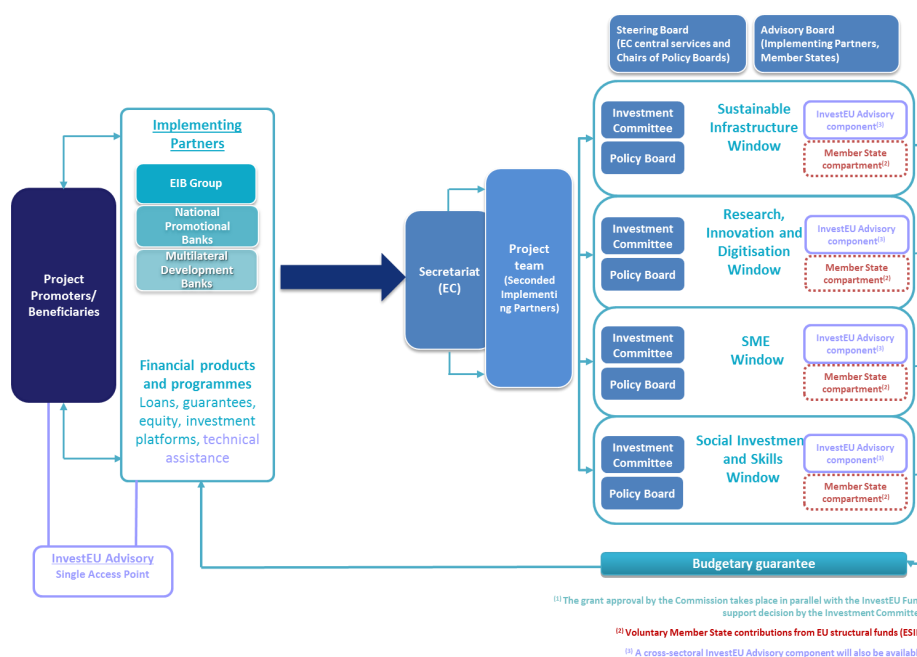 Steering Board
(EC central services and
Chairs of Policy Boards)
Advisory Board
(Implementing Partners,
Member States)
Implementing
Partners
EIB Group
National
Promotional
Banks
Multilateral
Development
Banks
Financial products
and programmes
Loans, guarantees,
equity, investment
platforms, technical
assistance
Project
Promoters/
Beneficiaries
InvestEU Advisory
Single Access Point
Secretariat
(EC)
Project
team
(Seconded
Implementi
ng Partners)
Investment
Committee
Policy Board
Sustainable
Infrastructure
Window
InvestEU Advisory
component(3)
Member State
compartment(2)
Investment
Committee
Policy Board
Research,
Innovation and
Digitisation
Window
InvestEU Advisory
component(3)
Member State
compartment(2)
Investment
Committee
Policy Board
SME
Window
InvestEU Advisory
component(3)
Member State
compartment(2)
Investment
Committee
Policy Board
Social Investmen
and Skills
Window
InvestEU Advisory
component(3)
Member State
compartment(2)
Budgetary guarantee
(1) The grant approval by the Commission takes place in parallel with the InvestEU Fun
support decision by the Investment Committe
(2) Voluntary Member State contributions from EU structural funds (ESI
(3) A cross-sectoral InvestEU Advisory component will also be availab